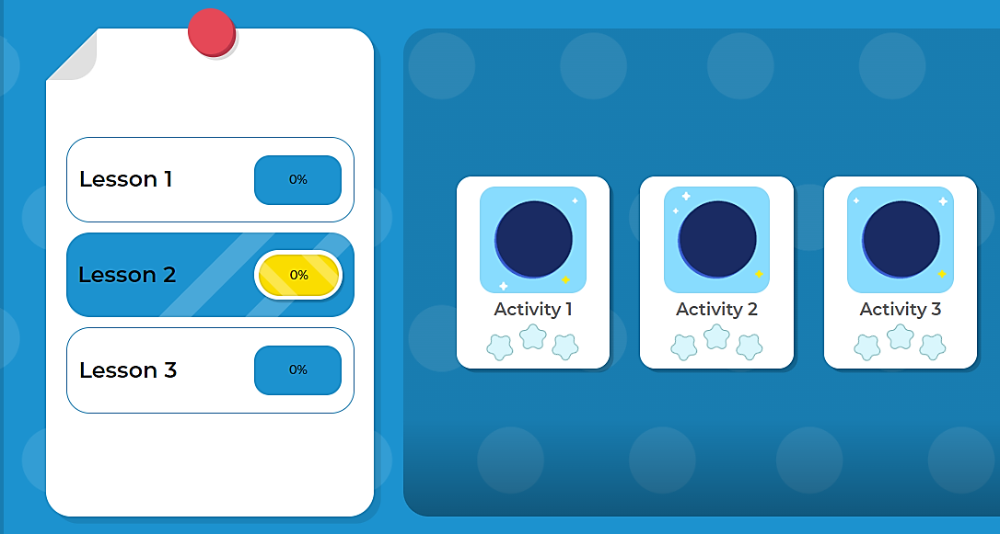 Lesson 1
0%
Lesson 2
0%
Lesson 3
0%
Activity 1
Activity 2
Activity 3